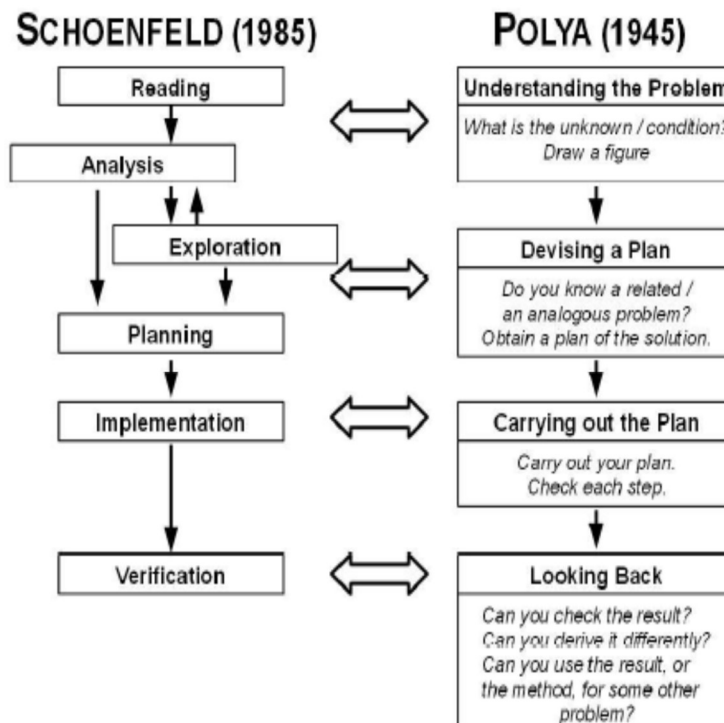 SCHOENFELD (1985)
Reading
Analysis
Exploration
Planning
Implementation
Verification
POLYA (1945)
Understanding the Problem
What is the unknown / condition?
Draw a figure
Devising a Plan
Do you know a related /
an analogous problem?
Obtain a plan of the solution.
Carrying out the Plan
Carry out your plan.
Check each step.
Looking Back
Can you check the result?
Can you derive it differently?
Can you use the result, or
the method, for some other
problem?